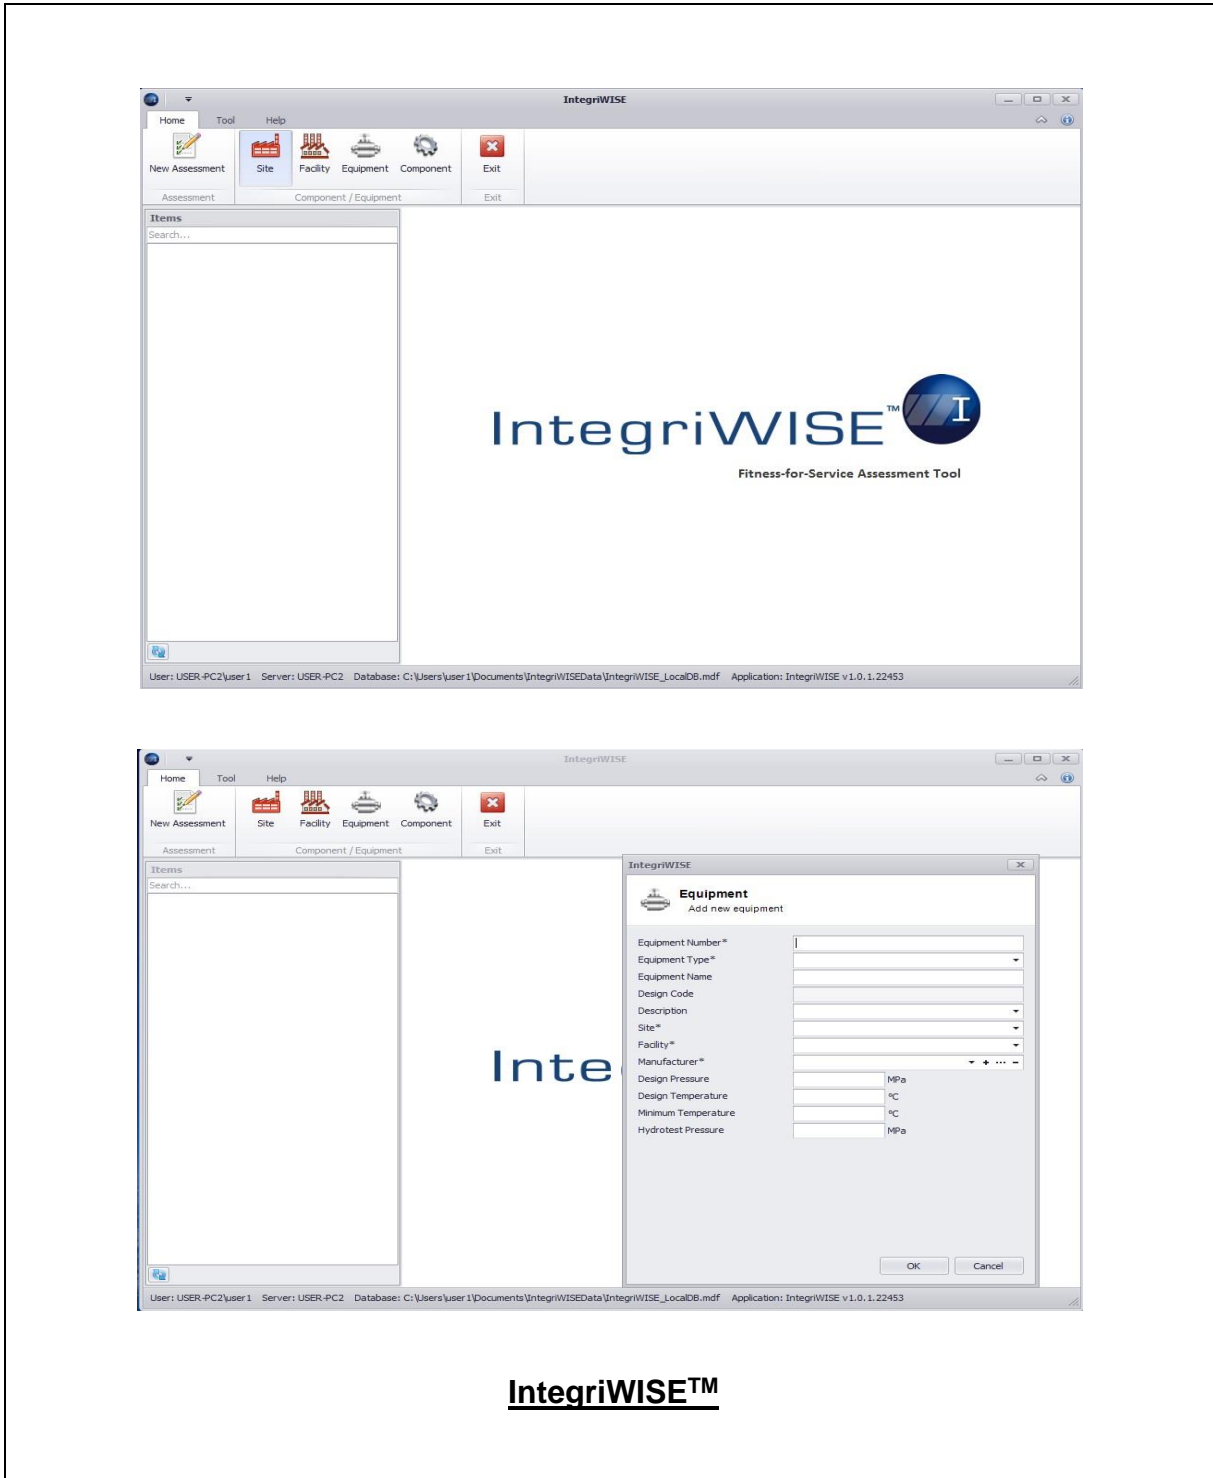 IntegriWISE
Home Tool Help
New Assessment Site Facility Equipment Component Exit
Assessment Component / Equipment Exit
Items
Search...
IntegriWISE™ I
Fitness-for-Service Assessment Tool
User: USER-PC2\user1 Server: USER-PC2 Database: C:\Users\user1\Documents\IntegriWISEData\IntegriWISE_LocalDB.mdf Application: IntegriWISE v1.0.1.22453
IntegriWISE
Home Tool Help
New Assessment Site Facility Equipment Component Exit
Assessment Component / Equipment Exit
Items
Search...
Inte
IntegriWISE
Equipment
Add new equipment
Equipment Number*
Equipment Type*
Equipment Name
Design Code
Description
Site*
Facility*
Manufacturer*
Design Pressure MPa
Design Temperature ºC
Minimum Temperature ºC
Hydrotest Pressure MPa
OK Cancel
User: USER-PC2\user1 Server: USER-PC2 Database: C:\Users\user1\Documents\IntegriWISEData\IntegriWISE_LocalDB.mdf Application: IntegriWISE v1.0.1.22453
IntegriWISE™